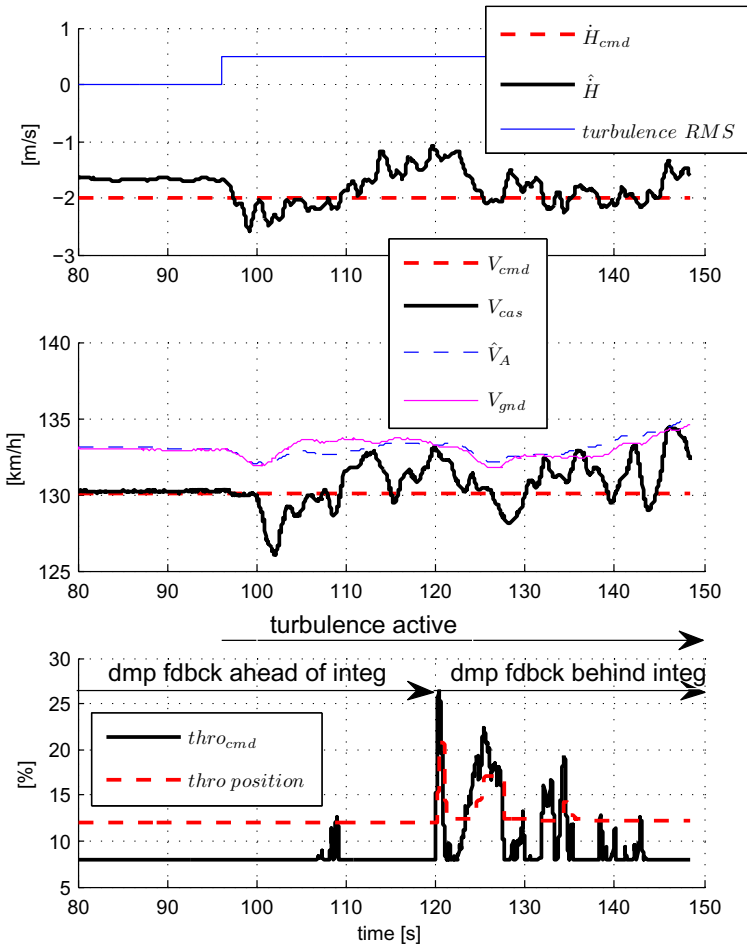 1
0
−1
−2
−3
[m/s]
80 90 100 110 120 130 140 150
Ḣcmd
Ḣ̂
turbulence RMS
140
135
130
125
[km/h]
80 90 100 110 120 130 140 150
Vcmd
Vcas
V̂A
Vgnd
turbulence active
dmp fdbck ahead of integ
dmp fdbck behind integ
30
25
20
15
10
5
[%]
thro cmd
thro position
80 90 100 110 120 130 140 150
time [s]